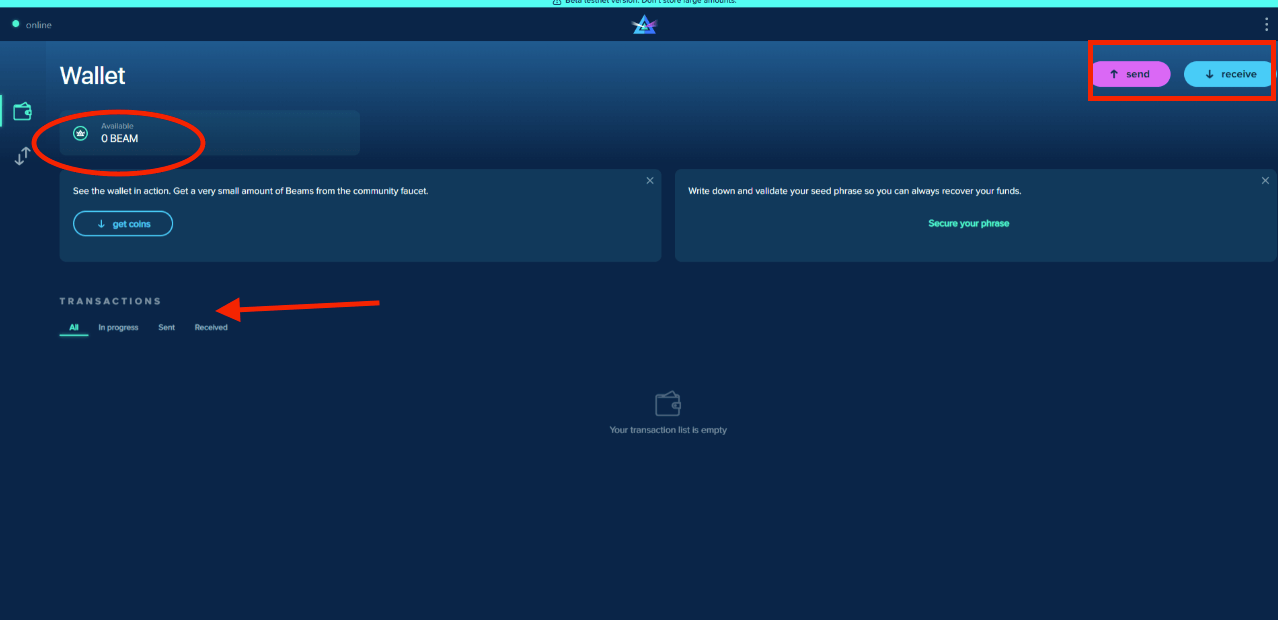 Beta testnet version. Don't store large amounts.
online
Wallet
send
receive
Available
0 BEAM
See the wallet in action. Get a very small amount of Beams from the community faucet.
get coins
Write down and validate your seed phrase so you can always recover your funds.
Secure your phrase
TRANSACTIONS
All In progress Sent Received
Your transaction list is empty